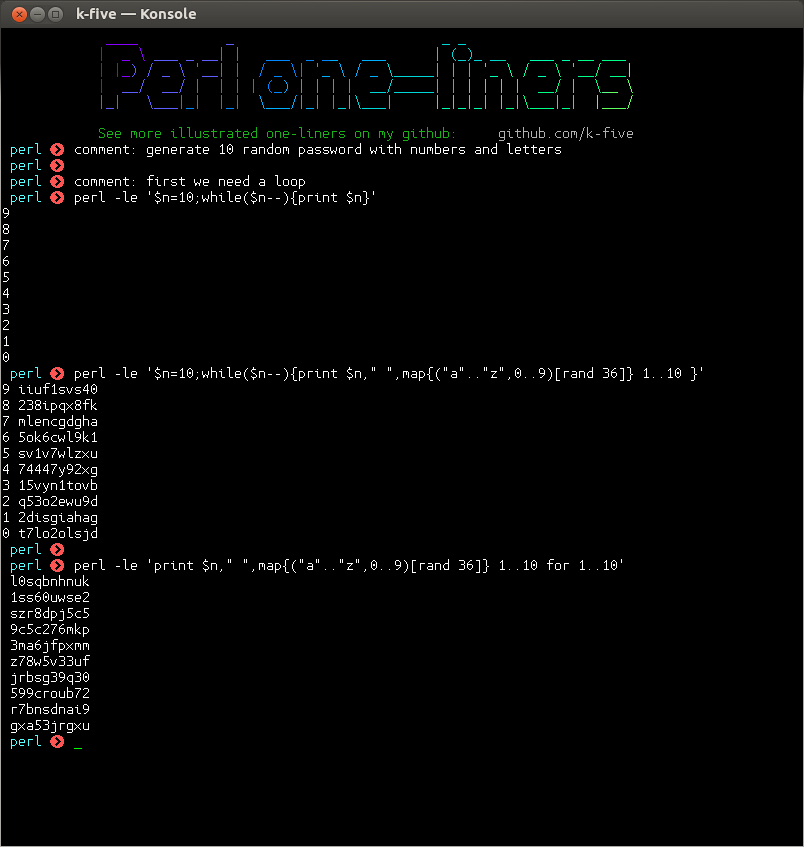 k-five — Konsole
Perl one-liners
See more illustrated one-liners on my github: github.com/k-five
perl comment: generate 10 random password with numbers and letters
perl
perl comment: first we need a loop
perl perl -le '$n=10;while($n--){print $n}'
9
8
7
6
5
4
3
2
1
0
perl perl -le '$n=10;while($n--){print $n," ",map{("a".."z",0..9)[rand 36]} 1..10 }'
9 iiuf1svs40
8 238ipqx8fk
7 mlencgdgha
6 5ok6cwl9k1
5 sv1v7wlzxu
4 74447y92xg
3 15vyn1tovb
2 q53o2ewu9d
1 2disgiahag
0 t7lo2olsjd
perl
perl perl -le 'print $n," ",map{("a".."z",0..9)[rand 36]} 1..10 for 1..10'
l0sqbnhnuk
1ss60uwse2
szr8dpj5c5
9c5c276mkp
3ma6jfpxmm
z78w5v33uf
jrbsg39q30
599croub72
r7bnsdnai9
gxa53jrgxu
perl _